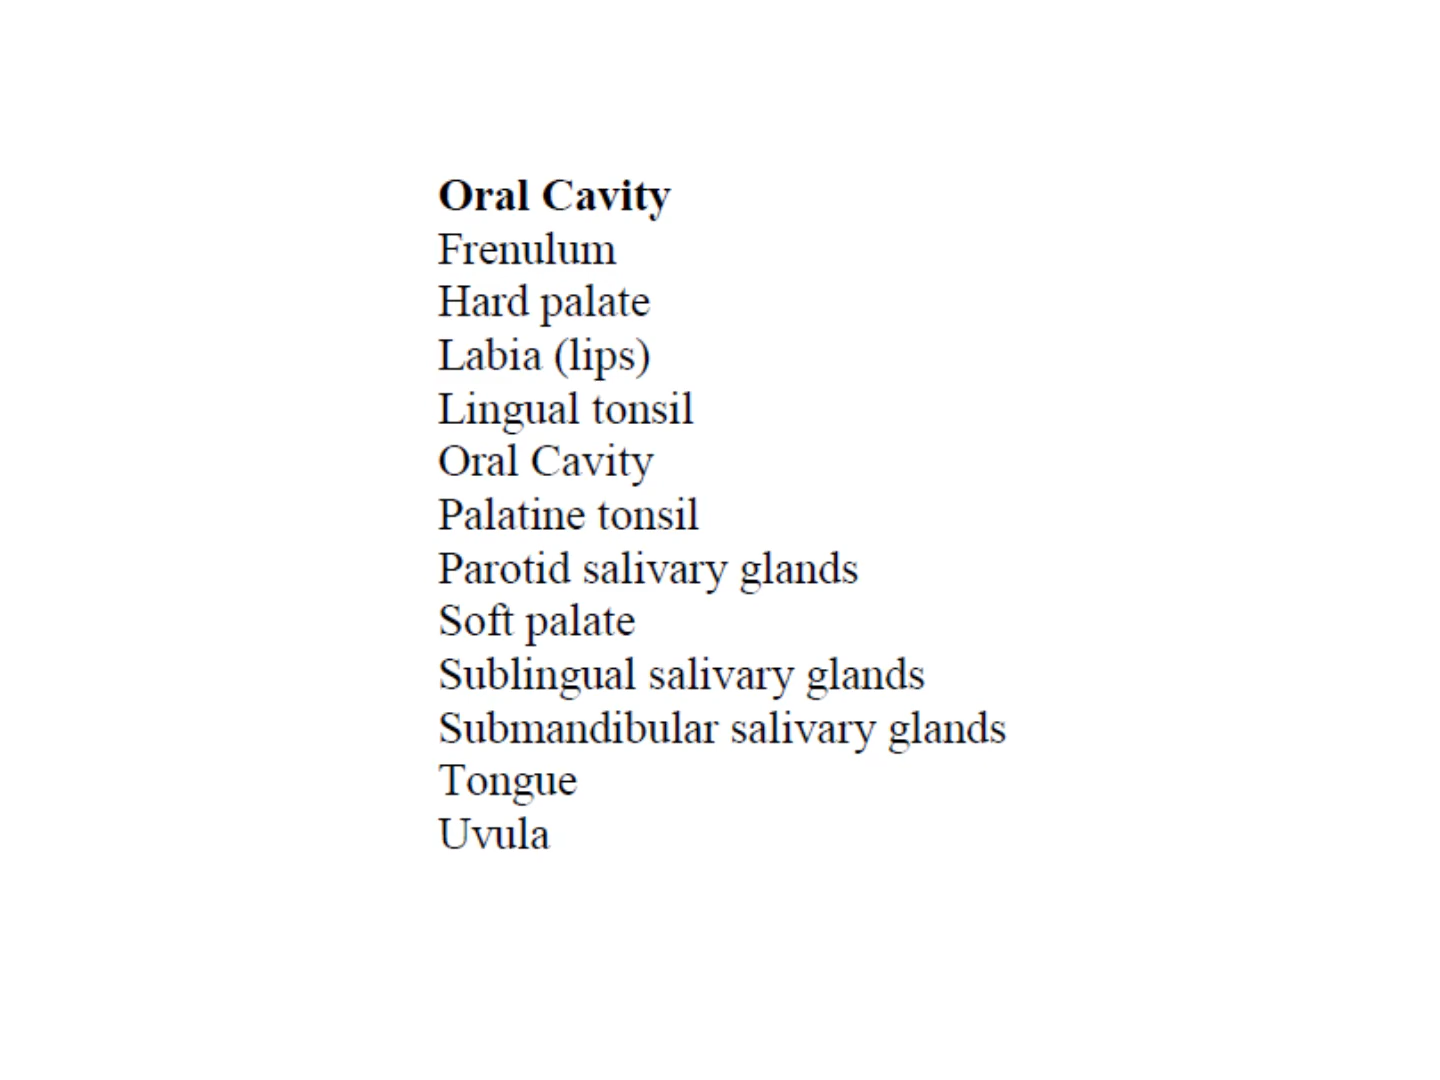 Oral Cavity
Frenulum
Hard palate
Labia (lips)
Lingual tonsil
Oral Cavity
Palatine tonsil
Parotid salivary glands
Soft palate
Sublingual salivary glands
Submandibular salivary glands
Tongue
Uvula